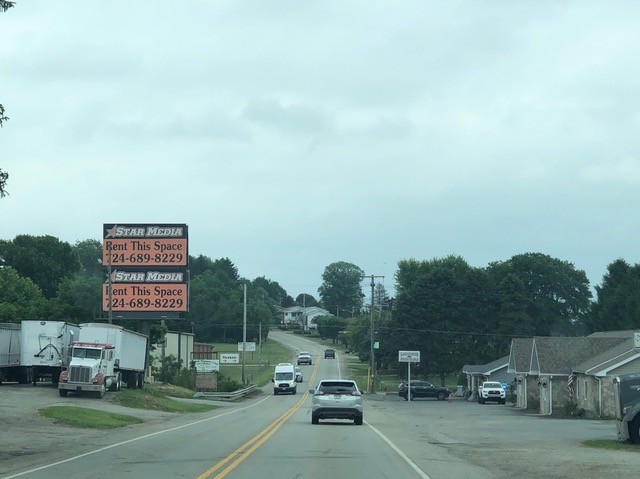 STAR MEDIA
Rent This Space
724-689-8229
STAR MEDIA
Rent This Space
724-689-8229